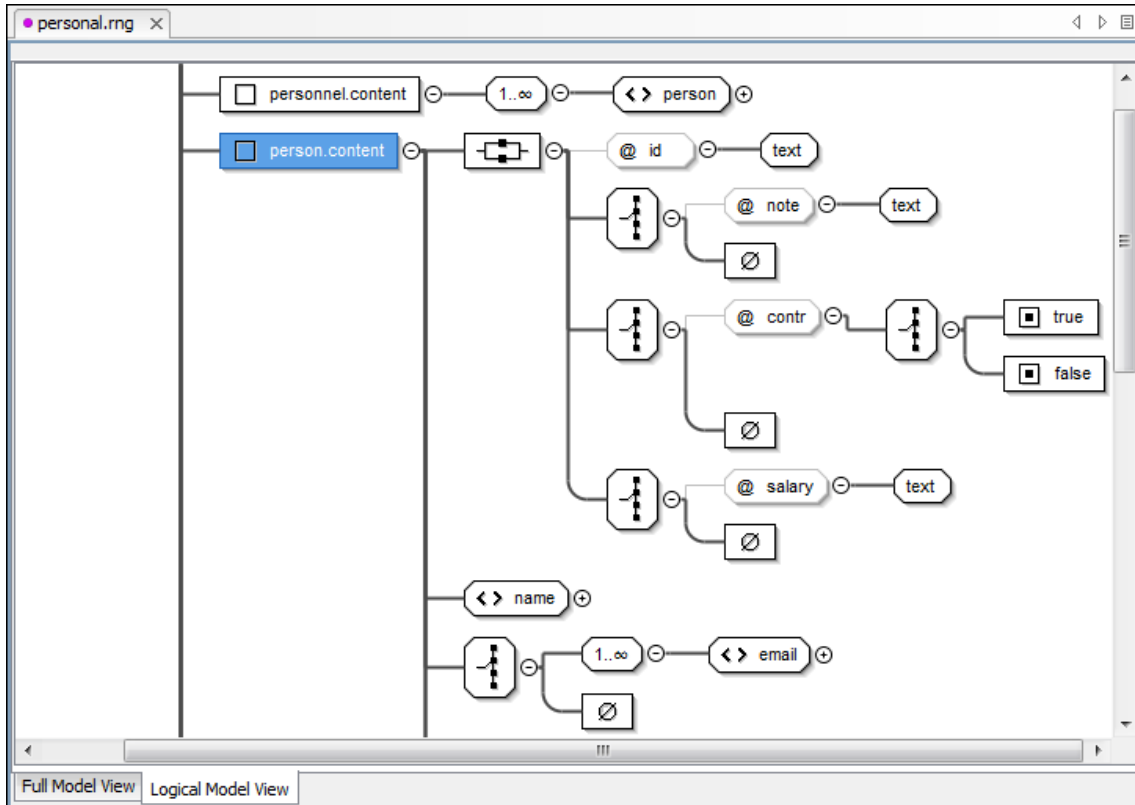 personal.rng
personnel.content 1..∞ < > person
person.content @ id text
@ note text
∅
@ contr true
false
∅
@ salary text
∅
< > name
1..∞ < > email
∅
Full Model View Logical Model View